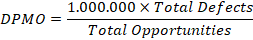 DPMO = 1.000.000 × Total Defects
Total Opportunities